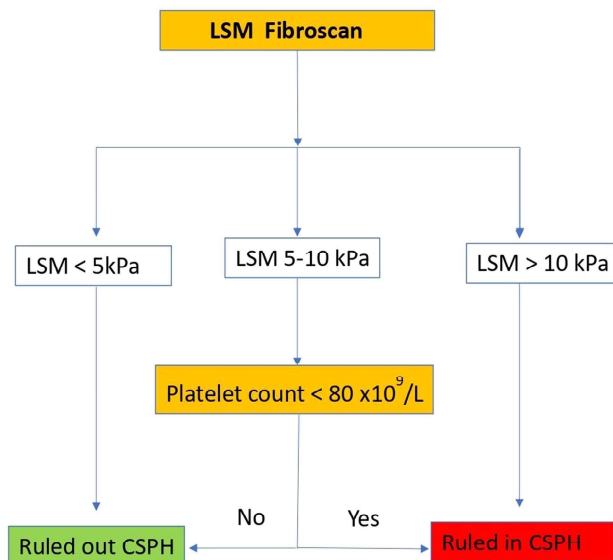 LSM Fibroscan
LSM < 5kPa
LSM 5-10 kPa
LSM > 10 kPa
Platelet count < 80 x10⁹/L
No
Yes
Ruled out CSPH
Ruled in CSPH